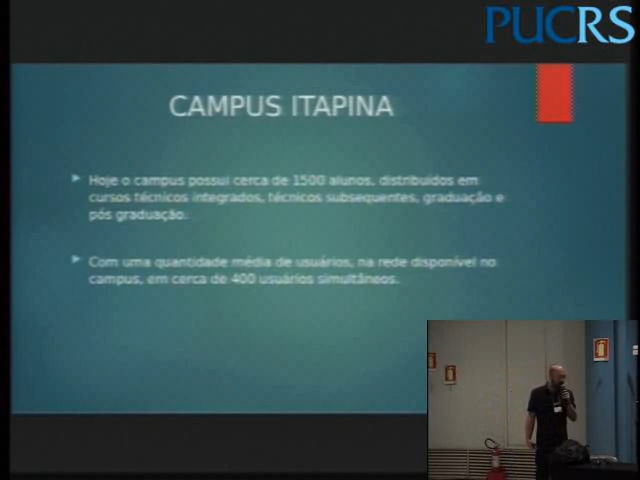 PUCRS
CAMPUS ITAPINA
Hoje o campus possui cerca de 1500 alunos, distribuídos em
cursos técnicos integrados, técnicos subsequentes, graduação e
pós graduação.
Com uma quantidade média de usuários, na rede disponível no
campus, em cerca de 400 usuários simultâneos.